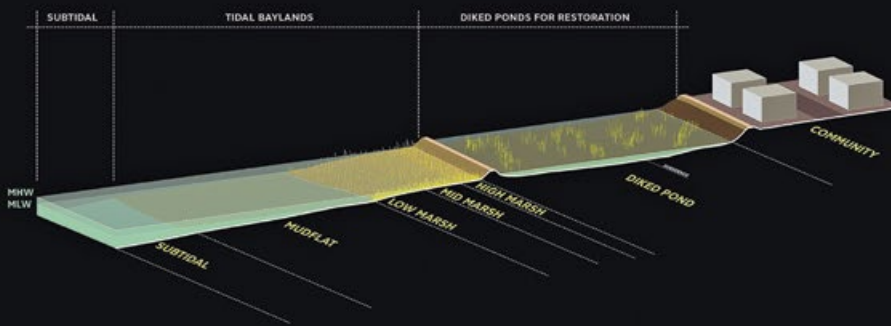 SUBTIDAL
TIDAL BAYLANDS
DIKED PONDS FOR RESTORATION
MHW
MLW
SUBTIDAL
MUDFLAT
LOW MARSH
MID MARSH
HIGH MARSH
DIKED POND
COMMUNITY